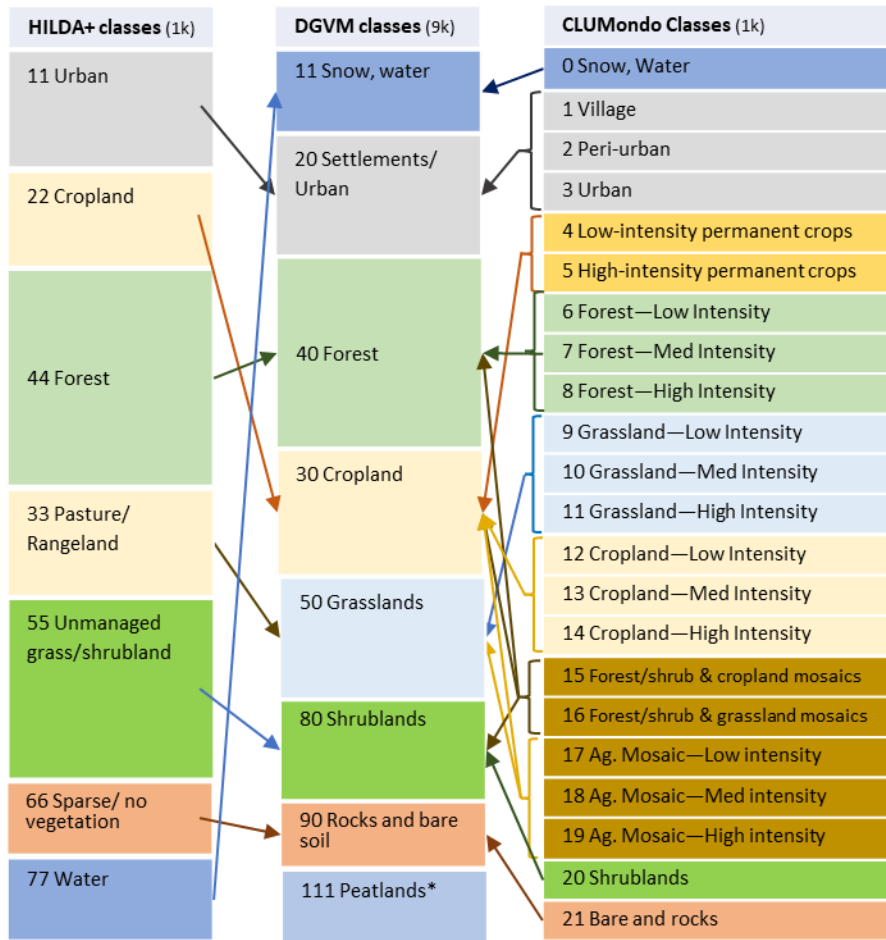 HILDA+ classes (1k)
11 Urban
22 Cropland
44 Forest
33 Pasture/
Rangeland
55 Unmanaged
grass/shrubland
66 Sparse/ no
vegetation
77 Water
DGVM classes (9k)
11 Snow, water
20 Settlements/
Urban
40 Forest
30 Cropland
50 Grasslands
80 Shrublands
90 Rocks and bare
soil
111 Peatlands*
CLUMondo Classes (1k)
0 Snow, Water
1 Village
2 Peri-urban
3 Urban
4 Low-intensity permanent crops
5 High-intensity permanent crops
6 Forest—Low Intensity
7 Forest—Med Intensity
8 Forest—High Intensity
9 Grassland—Low Intensity
10 Grassland—Med Intensity
11 Grassland—High Intensity
12 Cropland—Low Intensity
13 Cropland—Med Intensity
14 Cropland—High Intensity
15 Forest/shrub & cropland mosaics
16 Forest/shrub & grassland mosaics
17 Ag. Mosaic—Low intensity
18 Ag. Mosaic—Med intensity
19 Ag. Mosaic—High intensity
20 Shrublands
21 Bare and rocks